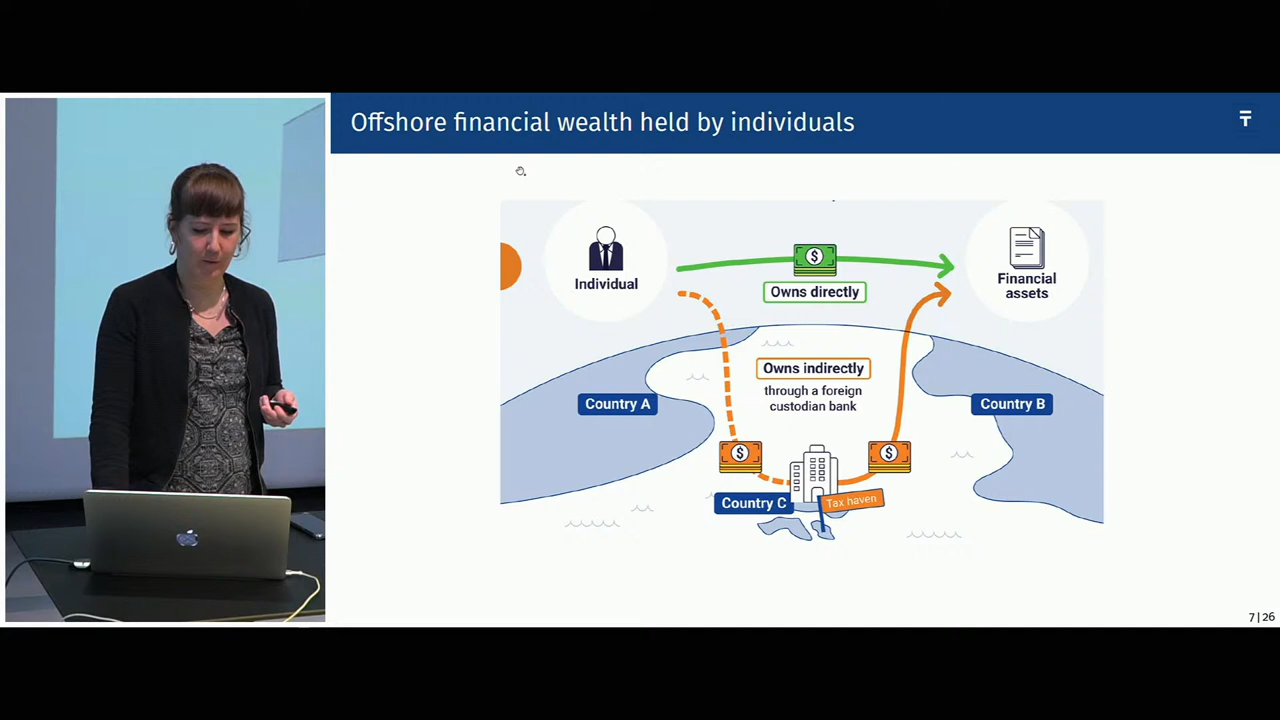 Offshore financial wealth held by individuals
Individual
$
Owns directly
Financial
assets
Owns indirectly
through a foreign
custodian bank
Country A
Country B
$
$
Country C
Tax haven
7 | 26